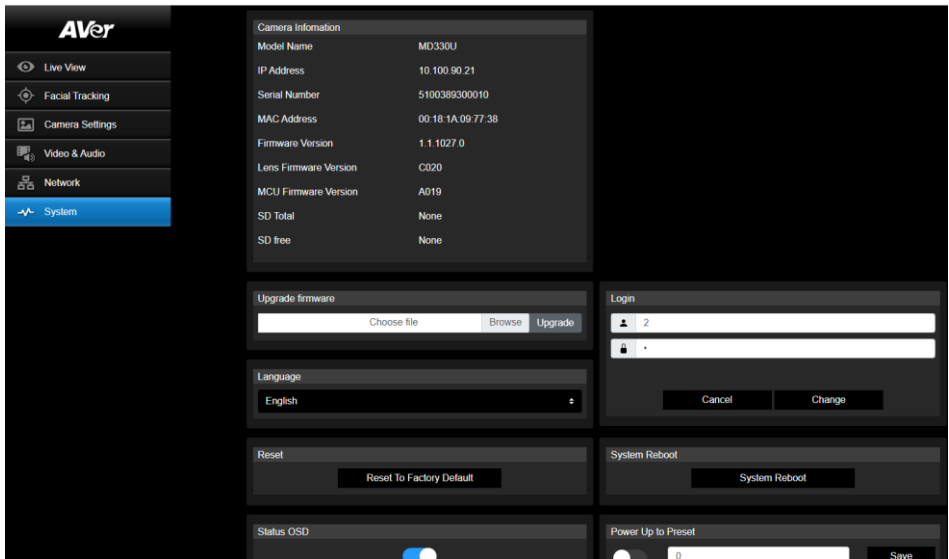 AVer
Live View
Facial Tracking
Camera Settings
Video & Audio
Network
System
Camera Infomation
Model Name MD330U
IP Address 10.100.90.21
Serial Number 5100389300010
MAC Address 00:18:1A:09:77:38
Firmware Version 1.1.1027.0
Lens Firmware Version C020
MCU Firmware Version A019
SD Total None
SD free None
Upgrade firmware
Choose file Browse Upgrade
Login
2
•
Cancel Change
Language
English
Reset
Reset To Factory Default
System Reboot
System Reboot
Status OSD
Power Up to Preset
0 Save